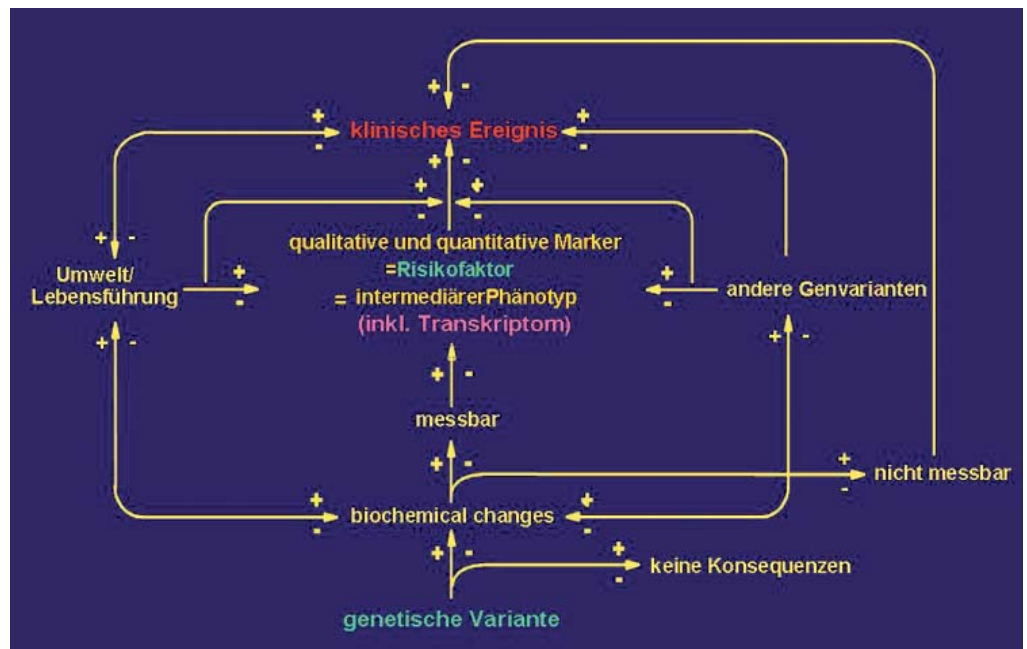 + -
+ klinisches Ereignis +
- -
+ -
+ +
- -
qualitative und quantitative Marker
+ - Umwelt/
Lebensführung
=Risikofaktor
+ = intermediärerPhänotyp + andere Genvarianten
- -
(inkl. Transkriptom)
+ - + -
+ -
messbar
+ - + nicht messbar
-
+ biochemical changes +
- -
+ - + keine Konsequenzen
-
genetische Variante